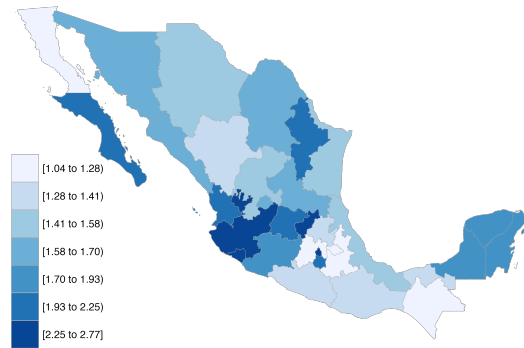 [1.04 to 1.28]
[1.28 to 1.41]
[1.41 to 1.58]
[1.58 to 1.70]
[1.70 to 1.93]
[1.93 to 2.25]
[2.25 to 2.77]